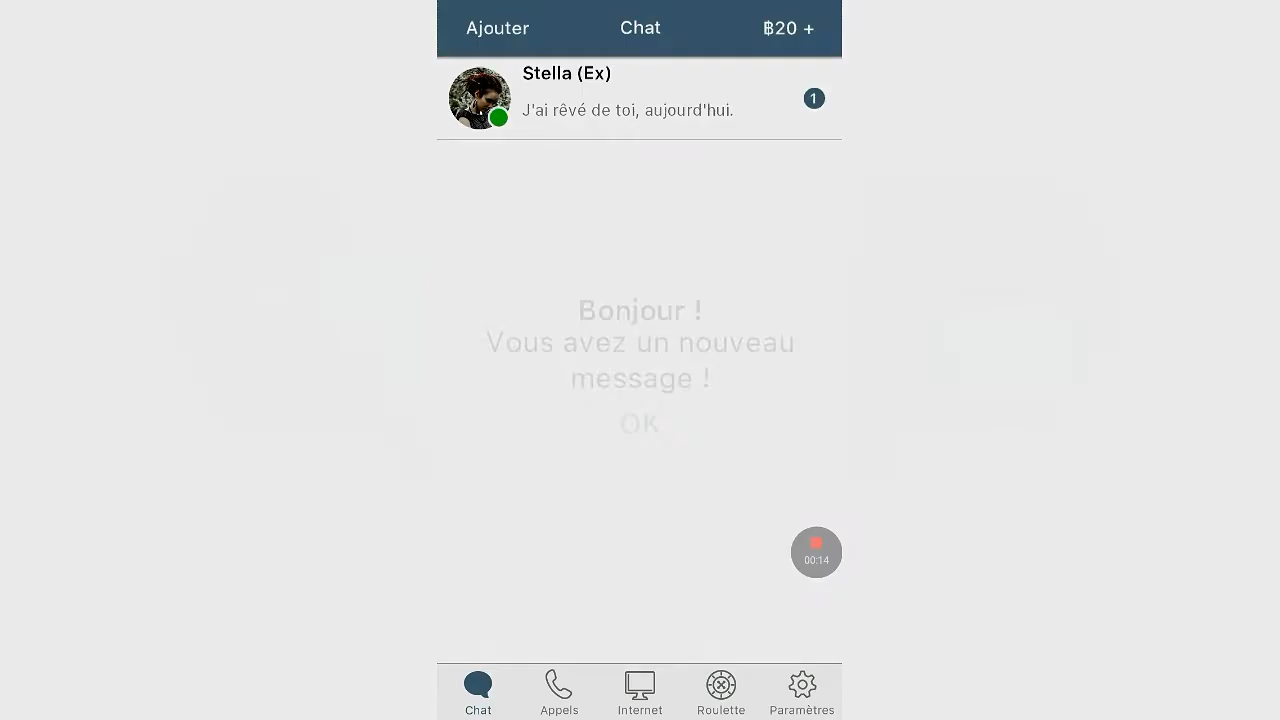 Ajouter
Chat
฿20 +
Stella (Ex)
J'ai rêvé de toi, aujourd'hui.
1
Bonjour !
Vous avez un nouveau
message !
OK
00:14
Chat
Appels
Internet
Roulette
Paramètres